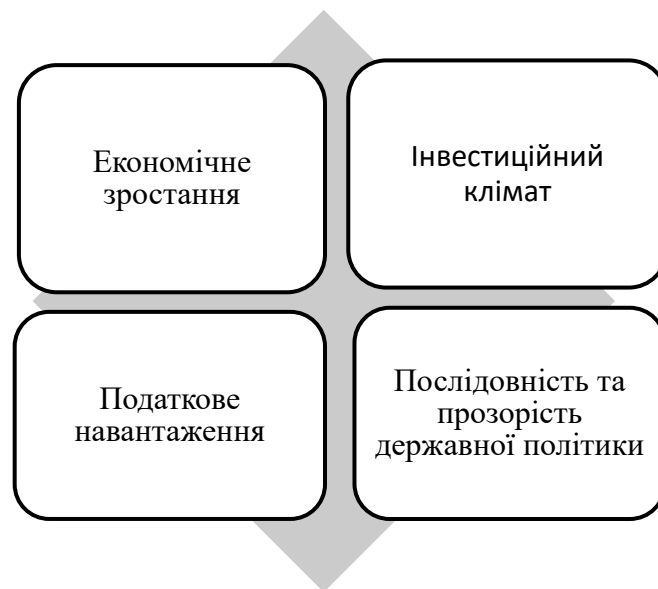 Економічне
зростання
Інвестиційний
клімат
Податкове
навантаження
Послідовність та
прозорість
державної політики